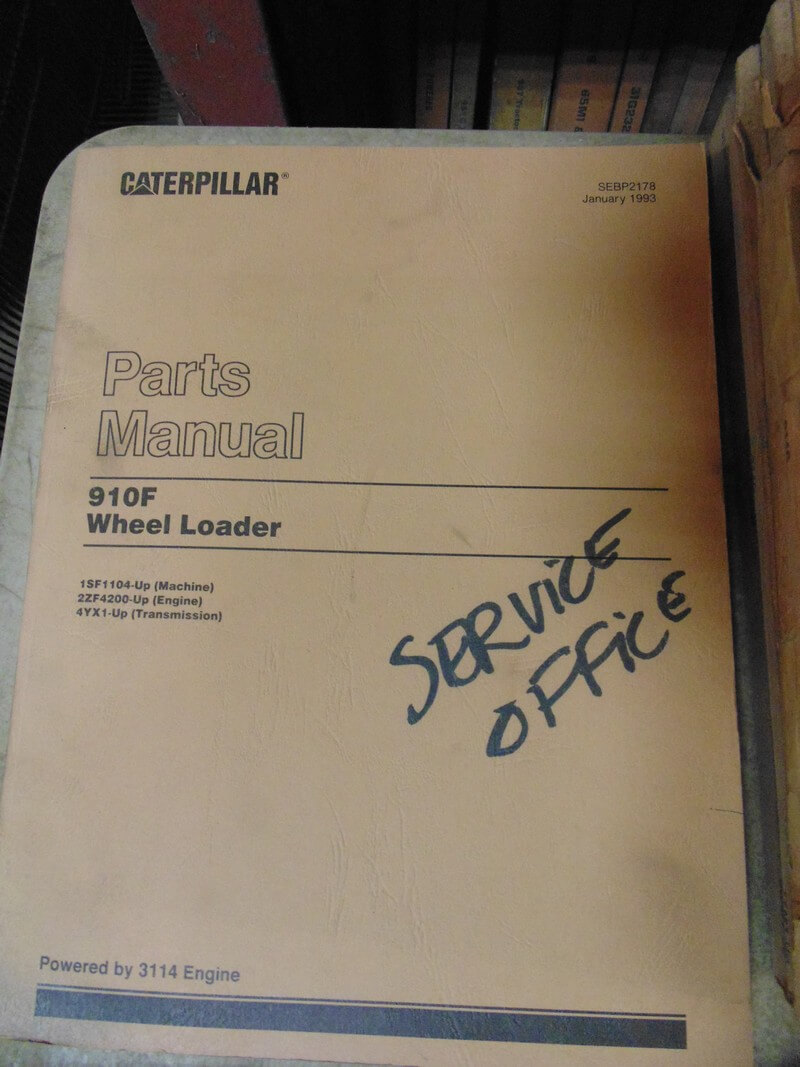 CATERPILLAR®
SEBP2178
January 1993
Parts
Manual
910F
Wheel Loader
1SF1104-Up (Machine)
2ZF4200-Up (Engine)
4YX1-Up (Transmission)
SERViCE
OFFiCE
Powered by 3114 Engine